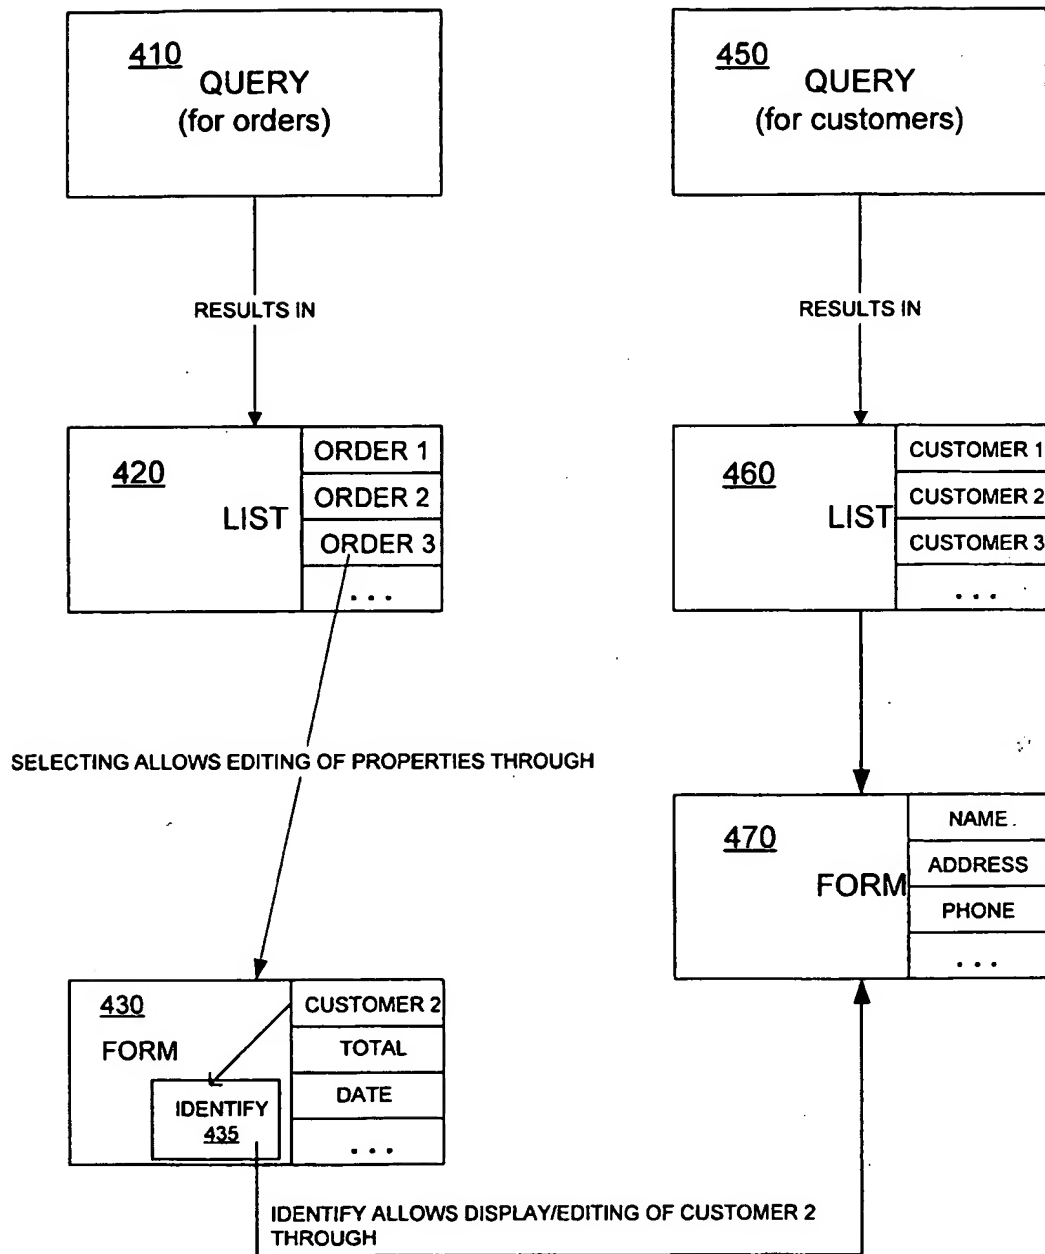 410
QUERY
(for orders)
450
QUERY
(for customers)
RESULTS IN
RESULTS IN
420
LIST
ORDER 1
ORDER 2
ORDER 3
...
460
LIST
CUSTOMER 1
CUSTOMER 2
CUSTOMER 3
...
SELECTING ALLOWS EDITING OF PROPERTIES THROUGH
470
FORM
NAME
ADDRESS
PHONE
...
430
FORM
CUSTOMER 2
TOTAL
DATE
...
IDENTIFY
435
IDENTIFY ALLOWS DISPLAY/EDITING OF CUSTOMER 2
THROUGH